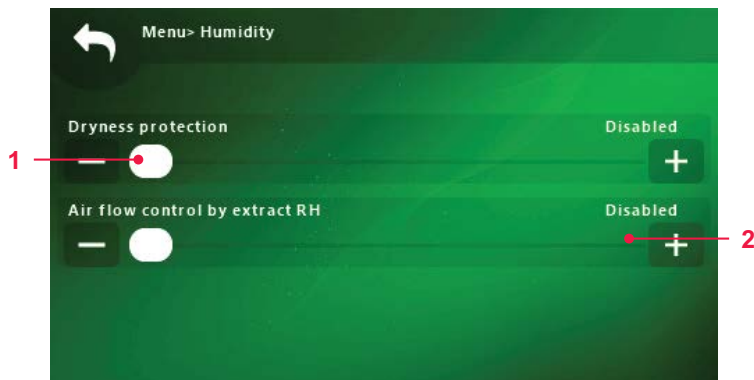 Menu> Humidity
Dryness protection Disabled
1
Air flow control by extract RH Disabled
2